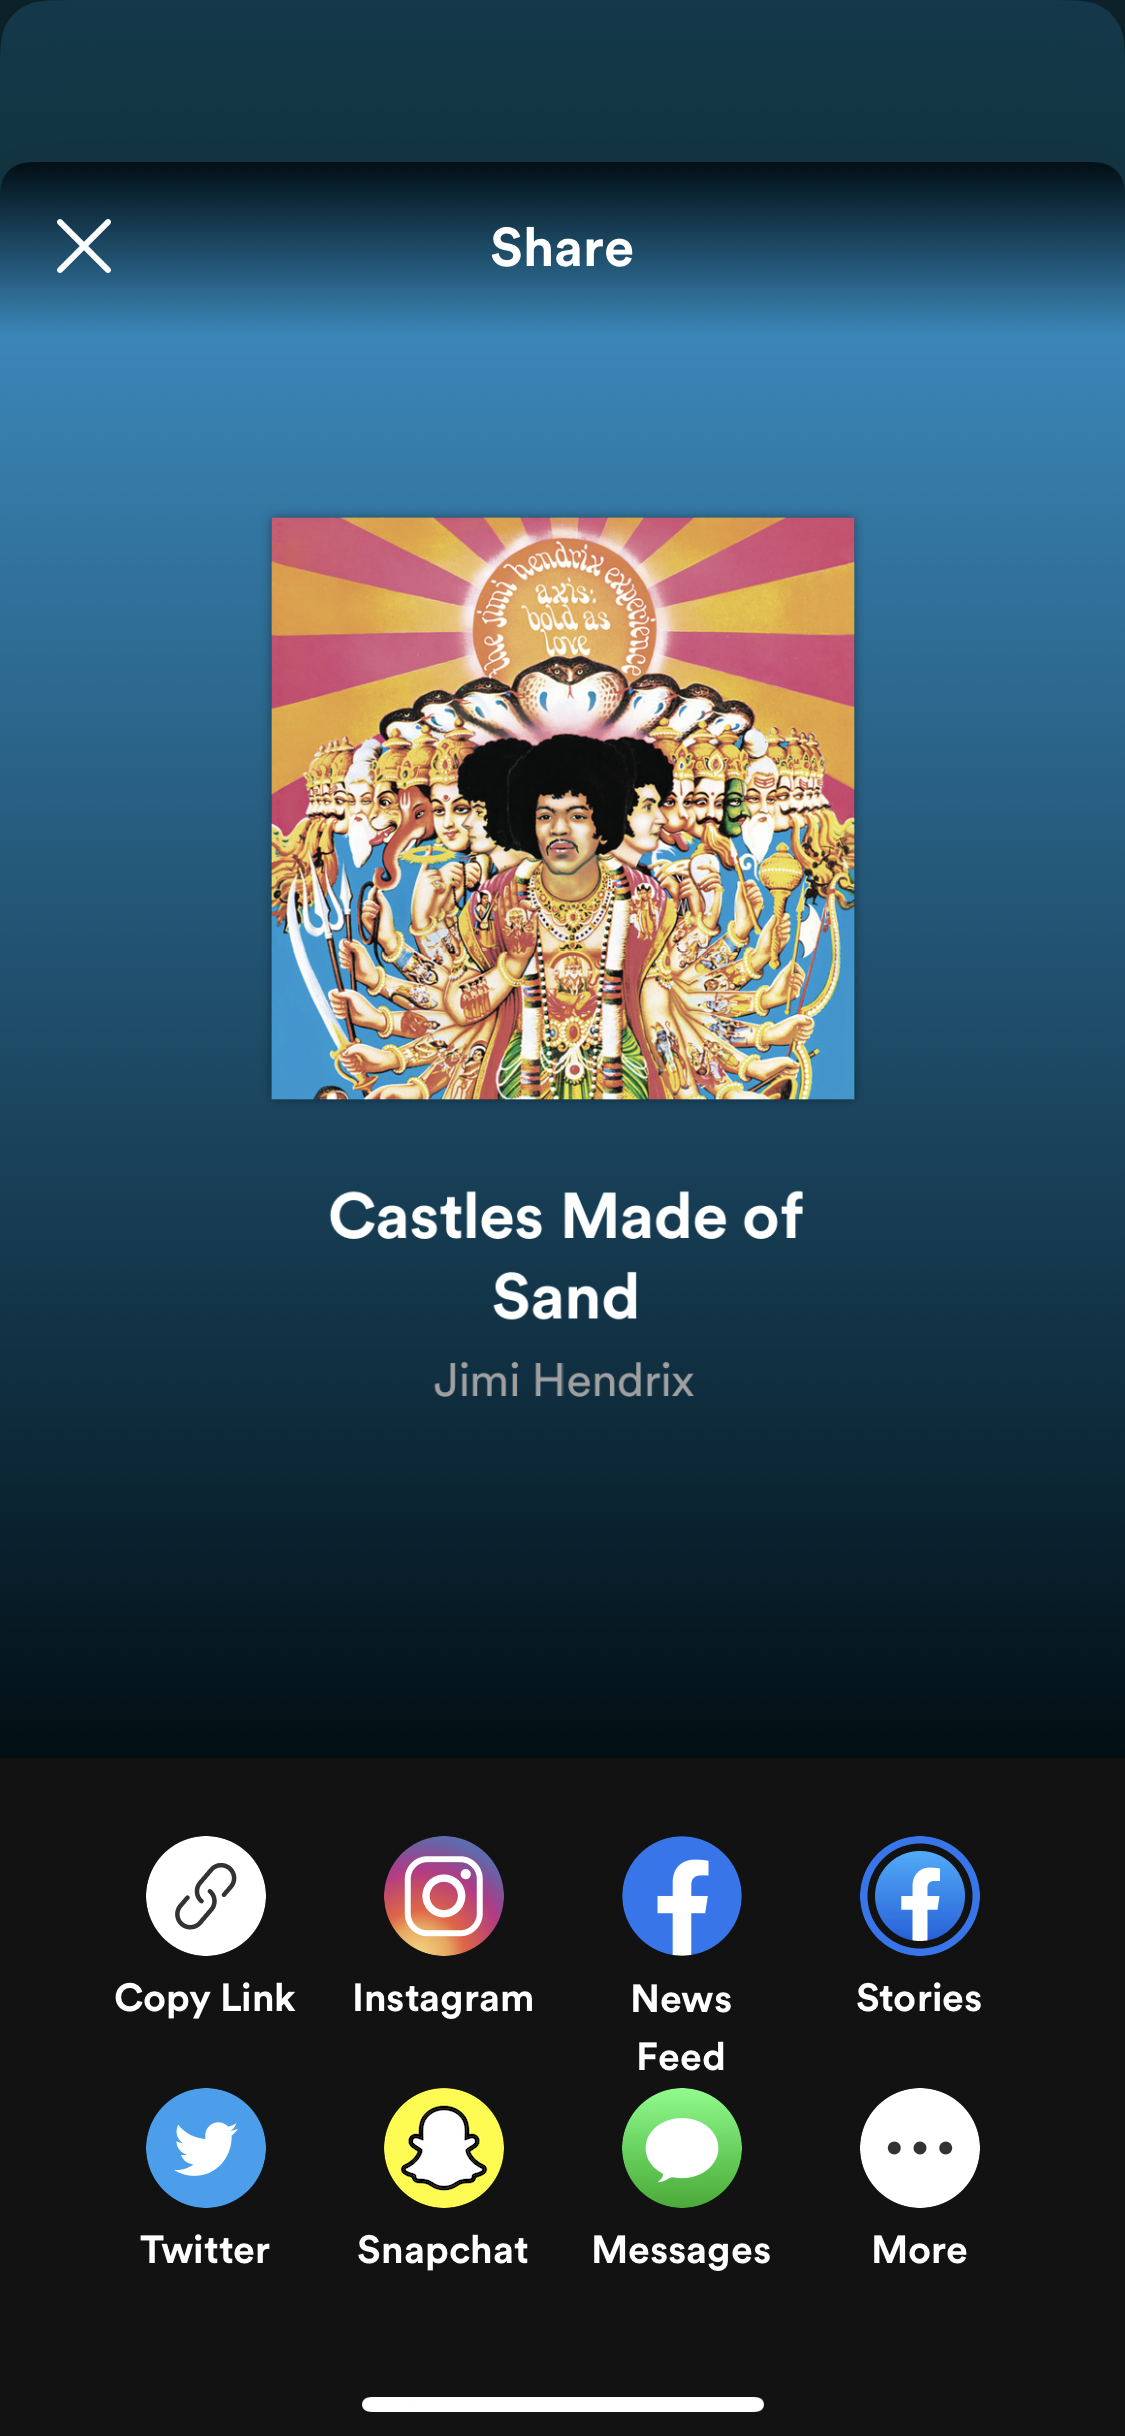 Share
the jimi hendrix experience
axis:
bold as
love
Castles Made of
Sand
Jimi Hendrix
Copy Link
Instagram
News
Feed
Stories
Twitter
Snapchat
Messages
More